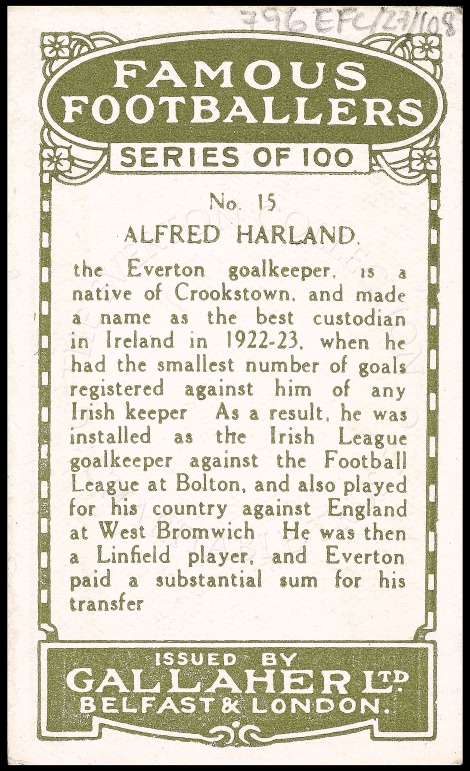 796 EFC/27/108
FAMOUS
FOOTBALLERS
SERIES OF 100
No. 15
ALFRED HARLAND.
the Everton goalkeeper, is a
native of Crookstown, and made
a name as the best custodian
in Ireland in 1922-23, when he
had the smallest number of goals
registered against him of any
Irish keeper As a result, he was
installed as the Irish League
goalkeeper against the Football
League at Bolton, and also played
for his country against England
at West Bromwich He was then
a Linfield player, and Everton
paid a substantial sum for his
transfer
ISSUED BY
GALLAHER LTD.
BELFAST & LONDON.